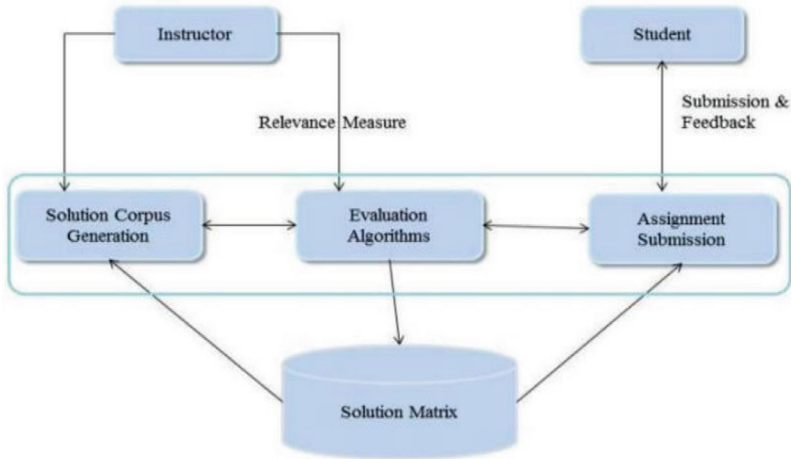 Instructor
Student
Submission &
Feedback
Relevance Measure
Solution Corpus
Generation
Evaluation
Algorithms
Assignment
Submission
Solution Matrix